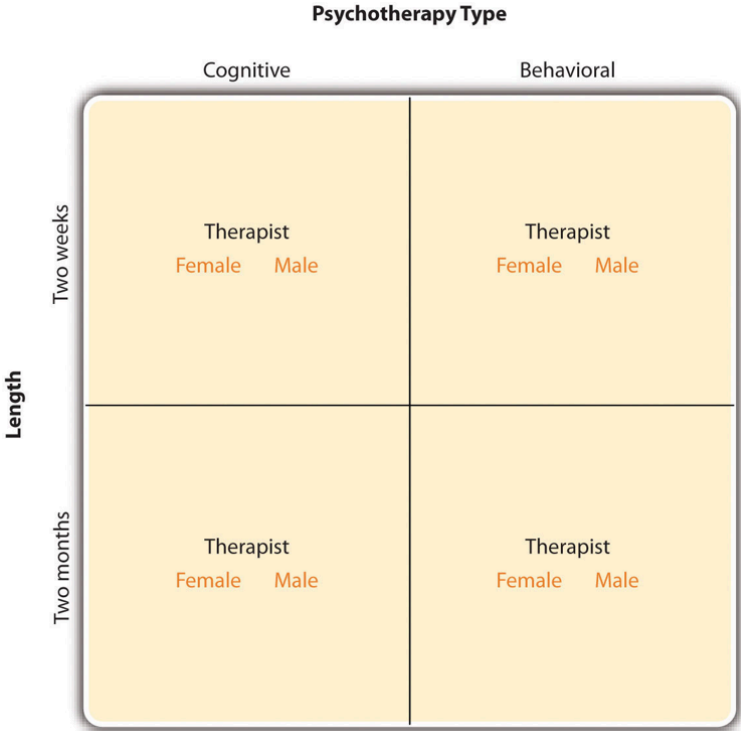 Psychotherapy Type
Cognitive Behavioral
Length
Two weeks
Therapist Therapist
Female Male Female Male
Two months
Therapist Therapist
Female Male Female Male